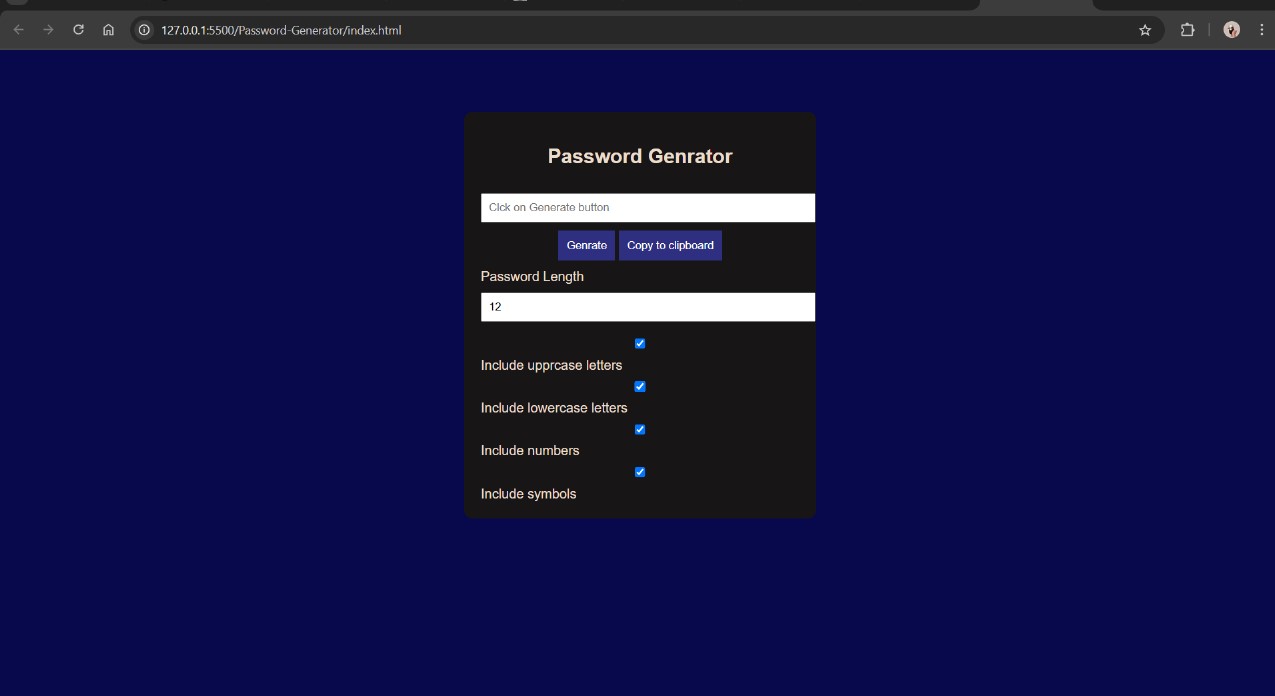 127.0.0.1:5500/Password-Generator/index.html
Password Genrator
Clck on Generate button
Genrate Copy to clipboard
Password Length
12
Include upprcase letters
Include lowercase letters
Include numbers
Include symbols